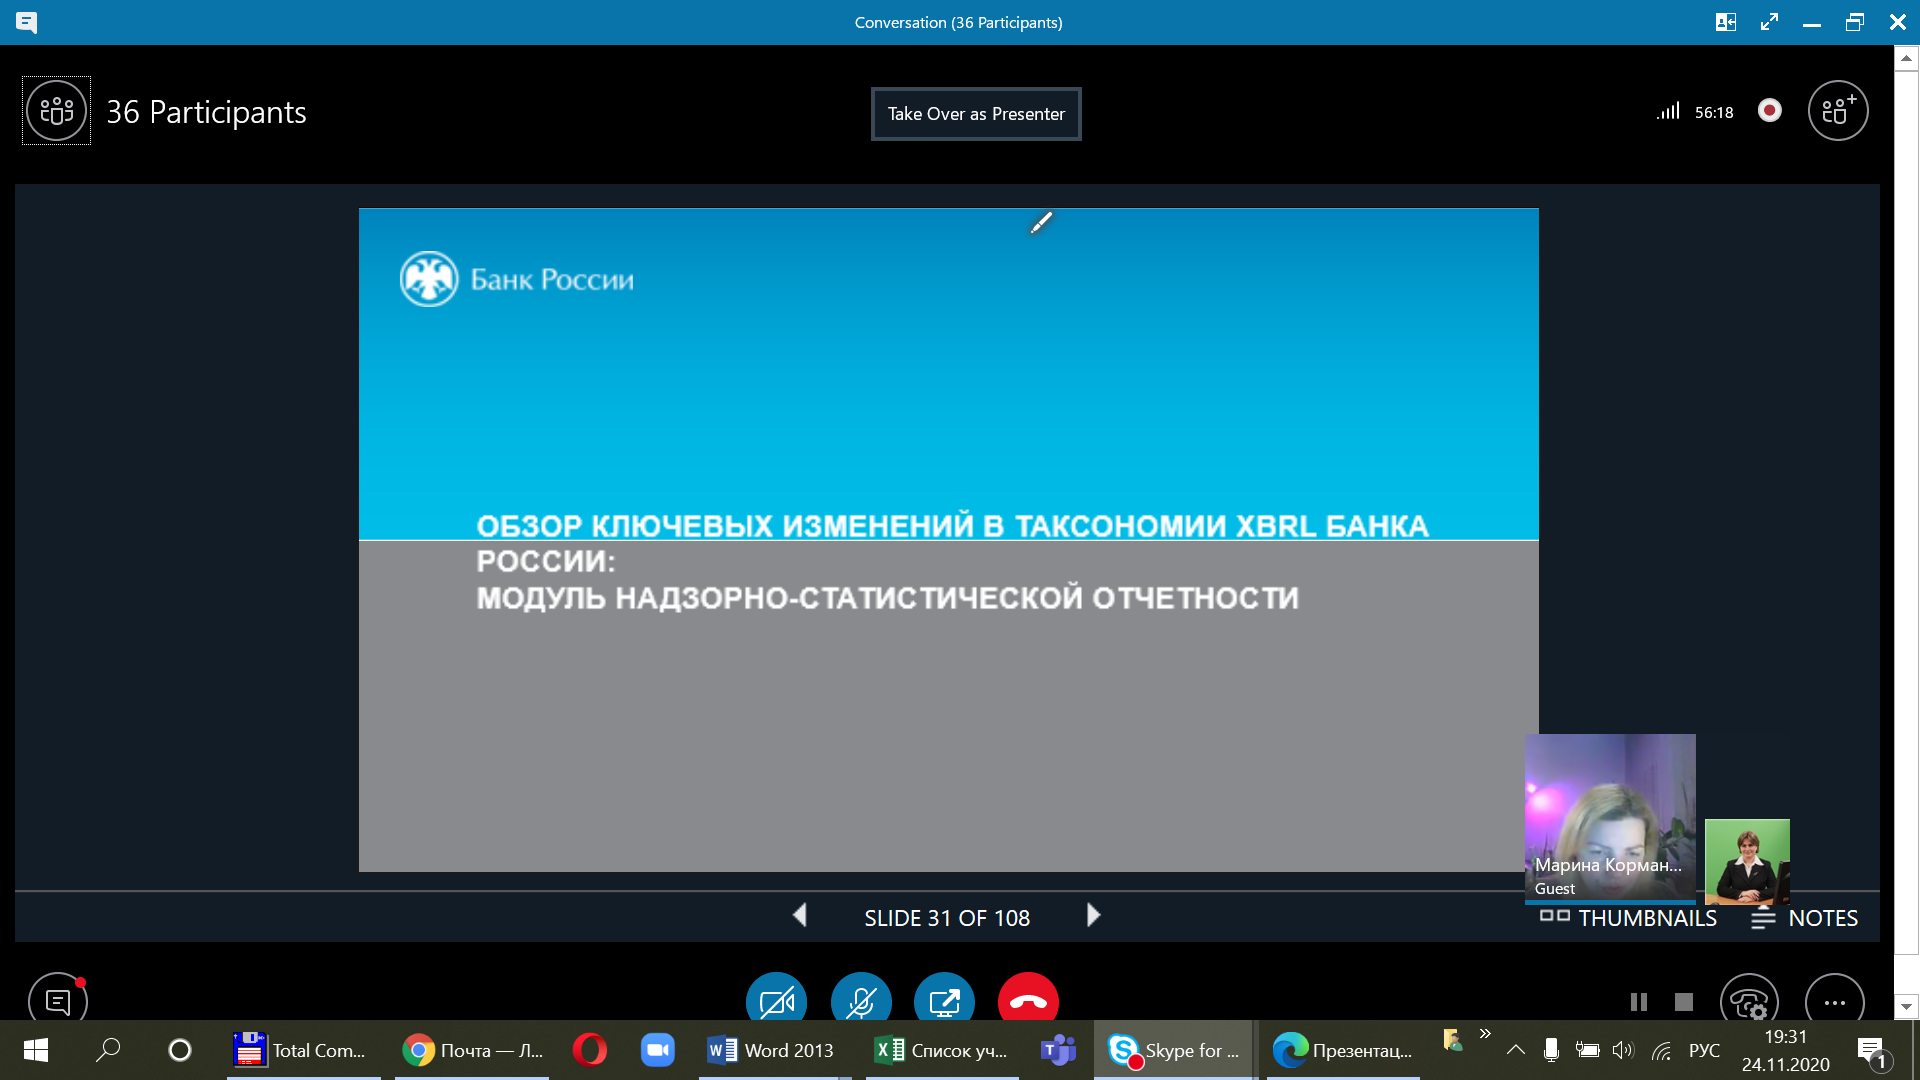 Conversation (36 Participants)
36 Participants
Take Over as Presenter
56:18
Банк России
ОБЗОР КЛЮЧЕВЫХ ИЗМЕНЕНИЙ В ТАКСОНОМИИ XBRL БАНКА
РОССИИ:
МОДУЛЬ НАДЗОРНО-СТАТИСТИЧЕСКОЙ ОТЧЕТНОСТИ
Марина Корман...
Guest
SLIDE 31 OF 108
THUMBNAILS
NOTES
Total Com...
Почта — Л...
Word 2013
Список уч...
Skype for ...
Презентац...
РУС
19:31
24.11.2020
1